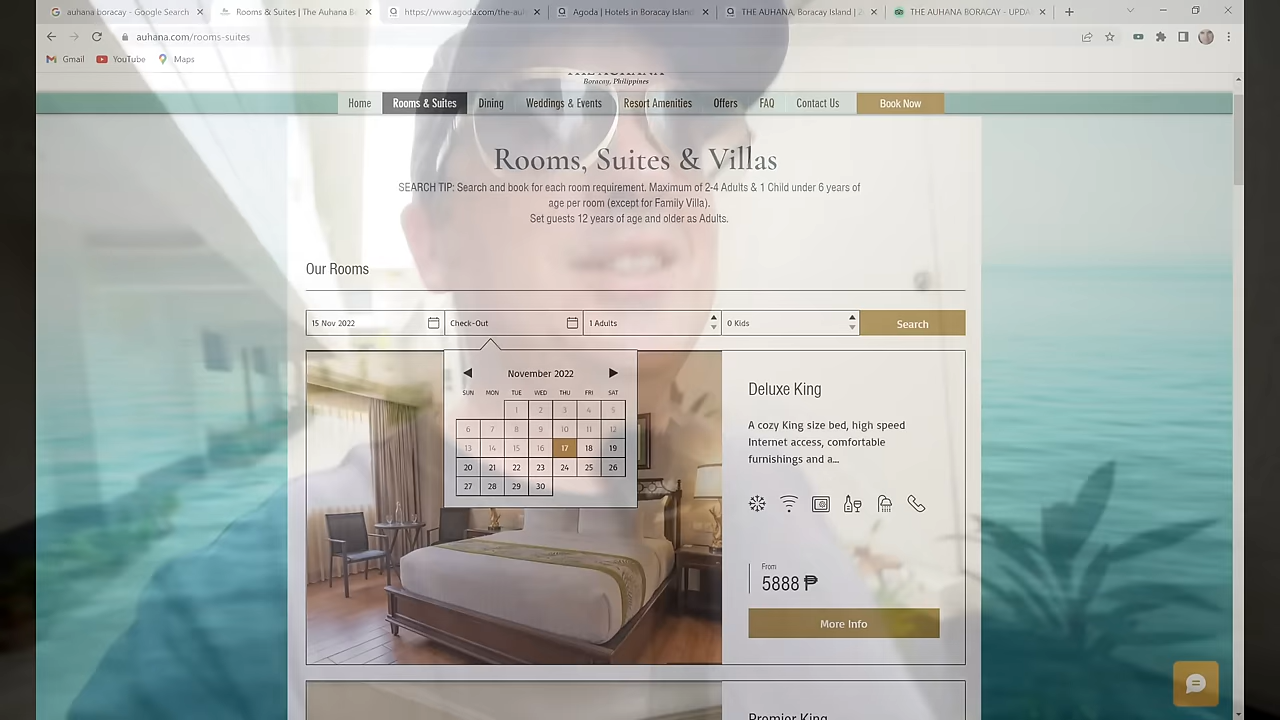 auhana boracay - Google Search
Rooms & Suites | The Auhana B
https://www.agoda.com/the-au
Agoda | Hotels in Boracay Island
THE AUHANA, Boracay Island |
THE AUHANA BORACAY - UPDA
auhana.com/rooms-suites
Gmail YouTube Maps
THE AUHANA
Boracay, Philippines
Home Rooms & Suites Dining Weddings & Events Resort Amenities Offers FAQ Contact Us Book Now
Rooms, Suites & Villas
SEARCH TIP: Search and book for each room requirement. Maximum of 2-4 Adults & 1 Child under 6 years of
age per room (except for Family Villa).
Set guests 12 years of age and older as Adults.
Our Rooms
15 Nov 2022 Check-Out 1 Adults 0 Kids Search
November 2022
SUN MON TUE WED THU FRI SAT
1 2 3 4 5
6 7 8 9 10 11 12
13 14 15 16 17 18 19
20 21 22 23 24 25 26
27 28 29 30
Deluxe King
A cozy King size bed, high speed
Internet access, comfortable
furnishings and a...
From
5888 ₱
More Info
Premier King